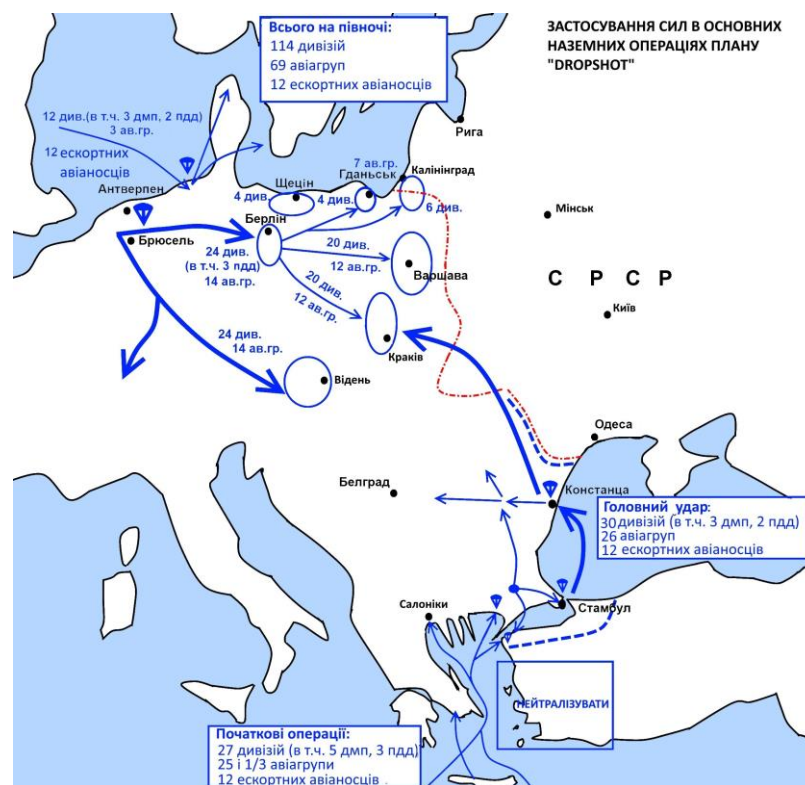 Всього на півночі:
114 дивізій
69 авіагруп
12 ескортних авіаносців
ЗАСТОСУВАННЯ СИЛ В ОСНОВНИХ
НАЗЕМНИХ ОПЕРАЦІЯХ ПЛАНУ
"DROPSHOT"
12 див.(в т.ч. 3 дмп, 2 пдд)
3 ав.гр.
12 ескортних
авіаносців
Рига
7 ав.гр.
Гданьськ
Калінінград
Щецін
Антверпен
4 див.
4 див.
6 див.
Мінськ
Берлін
Брюсель
24 див.
(в т.ч. 3 пдд)
14 ав.гр.
20 див.
12 ав.гр.
Варшава
С Р С Р
20 див.
12 ав.гр.
Київ
24 див.
14 ав.гр.
Краків
Відень
Одеса
Белград
Констанца
Головний удар:
30 дивізій (в т.ч. 3 дмп, 2 пдд)
26 авіагруп
12 ескортних авіаносців
Салоніки
Стамбул
НЕЙТРАЛІЗУВАТИ
Початкові операції:
27 дивізій (в т.ч. 5 дмп, 3 пдд)
25 і 1/3 авіагрупи
12 ескортних авіаносців